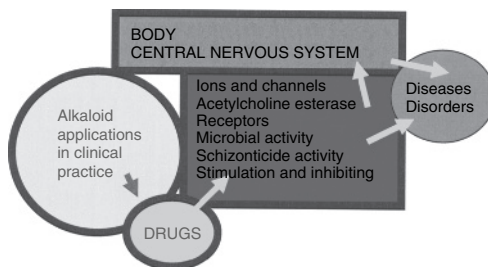 BODY
CENTRAL NERVOUS SYSTEM
Ions and channels
Acetylcholine esterase
Receptors
Microbial activity
Schizonticide activity
Stimulation and inhibiting
Diseases
Disorders
Alkaloid
applications
in clinical
practice
DRUGS